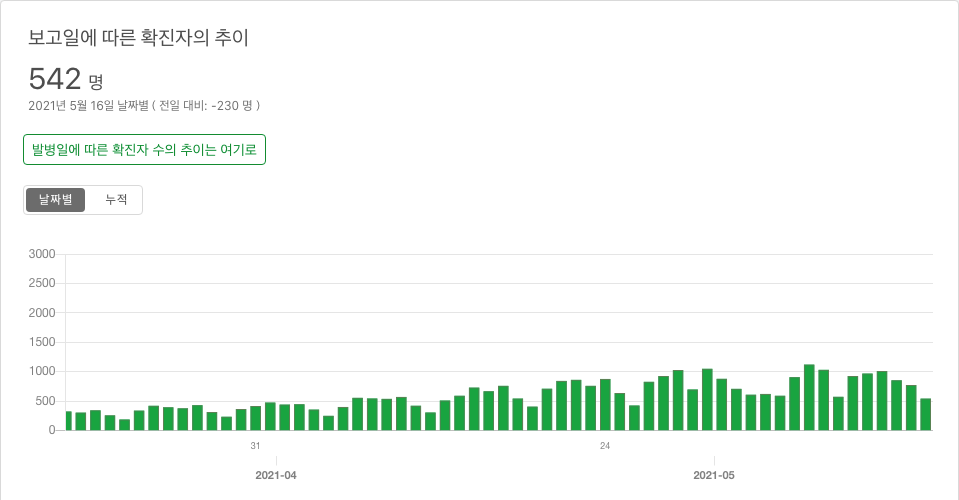 보고일에 따른 확진자의 추이
542 명
2021년 5월 16일 날짜별 ( 전일 대비: -230 명 )
발병일에 따른 확진자 수의 추이는 여기로
날짜별 누적
3000
2500
2000
1500
1000
500
0
31 24
2021-04 2021-05